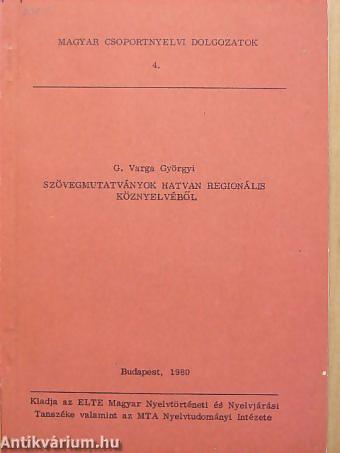 MAGYAR CSOPORTNYELVI DOLGOZATOK
4.
G. Varga Györgyi
SZÖVEGMUTATVÁNYOK HATVAN REGIONÁLIS
KÖZNYELVÉBŐL
Budapest, 1980
Kiadja az ELTE Magyar Nyelvtörténeti és Nyelvjárási
Tanszéke valamint az MTA Nyelvtudományi Intézete
Antikvárium.hu